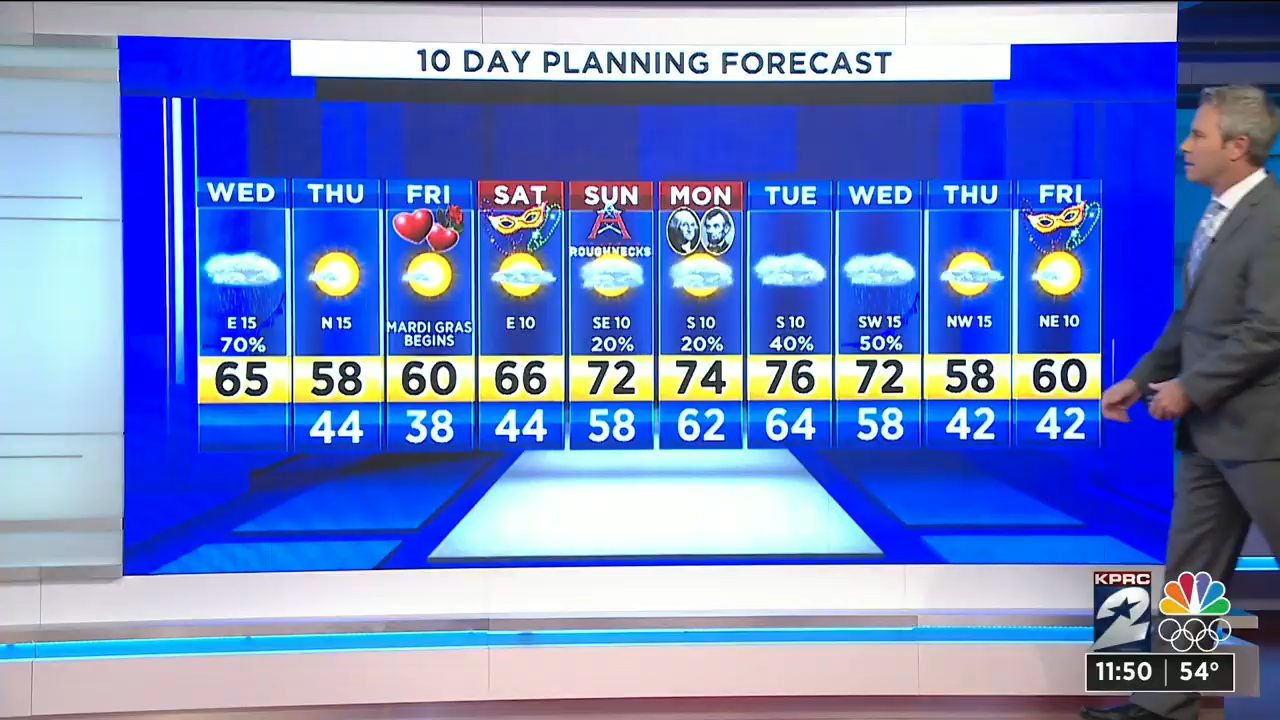 10 DAY PLANNING FORECAST
WED THU FRI SAT SUN MON TUE WED THU FRI
ROUGHNECKS
E 15 N 15 MARDI GRAS BEGINS E 10 SE 10 S 10 S 10 SW 15 NW 15 NE 10
70% 20% 20% 40% 50%
65 58 60 66 72 74 76 72 58 60
44 38 44 58 62 64 58 42 42
KPRC
2
11:50 54°